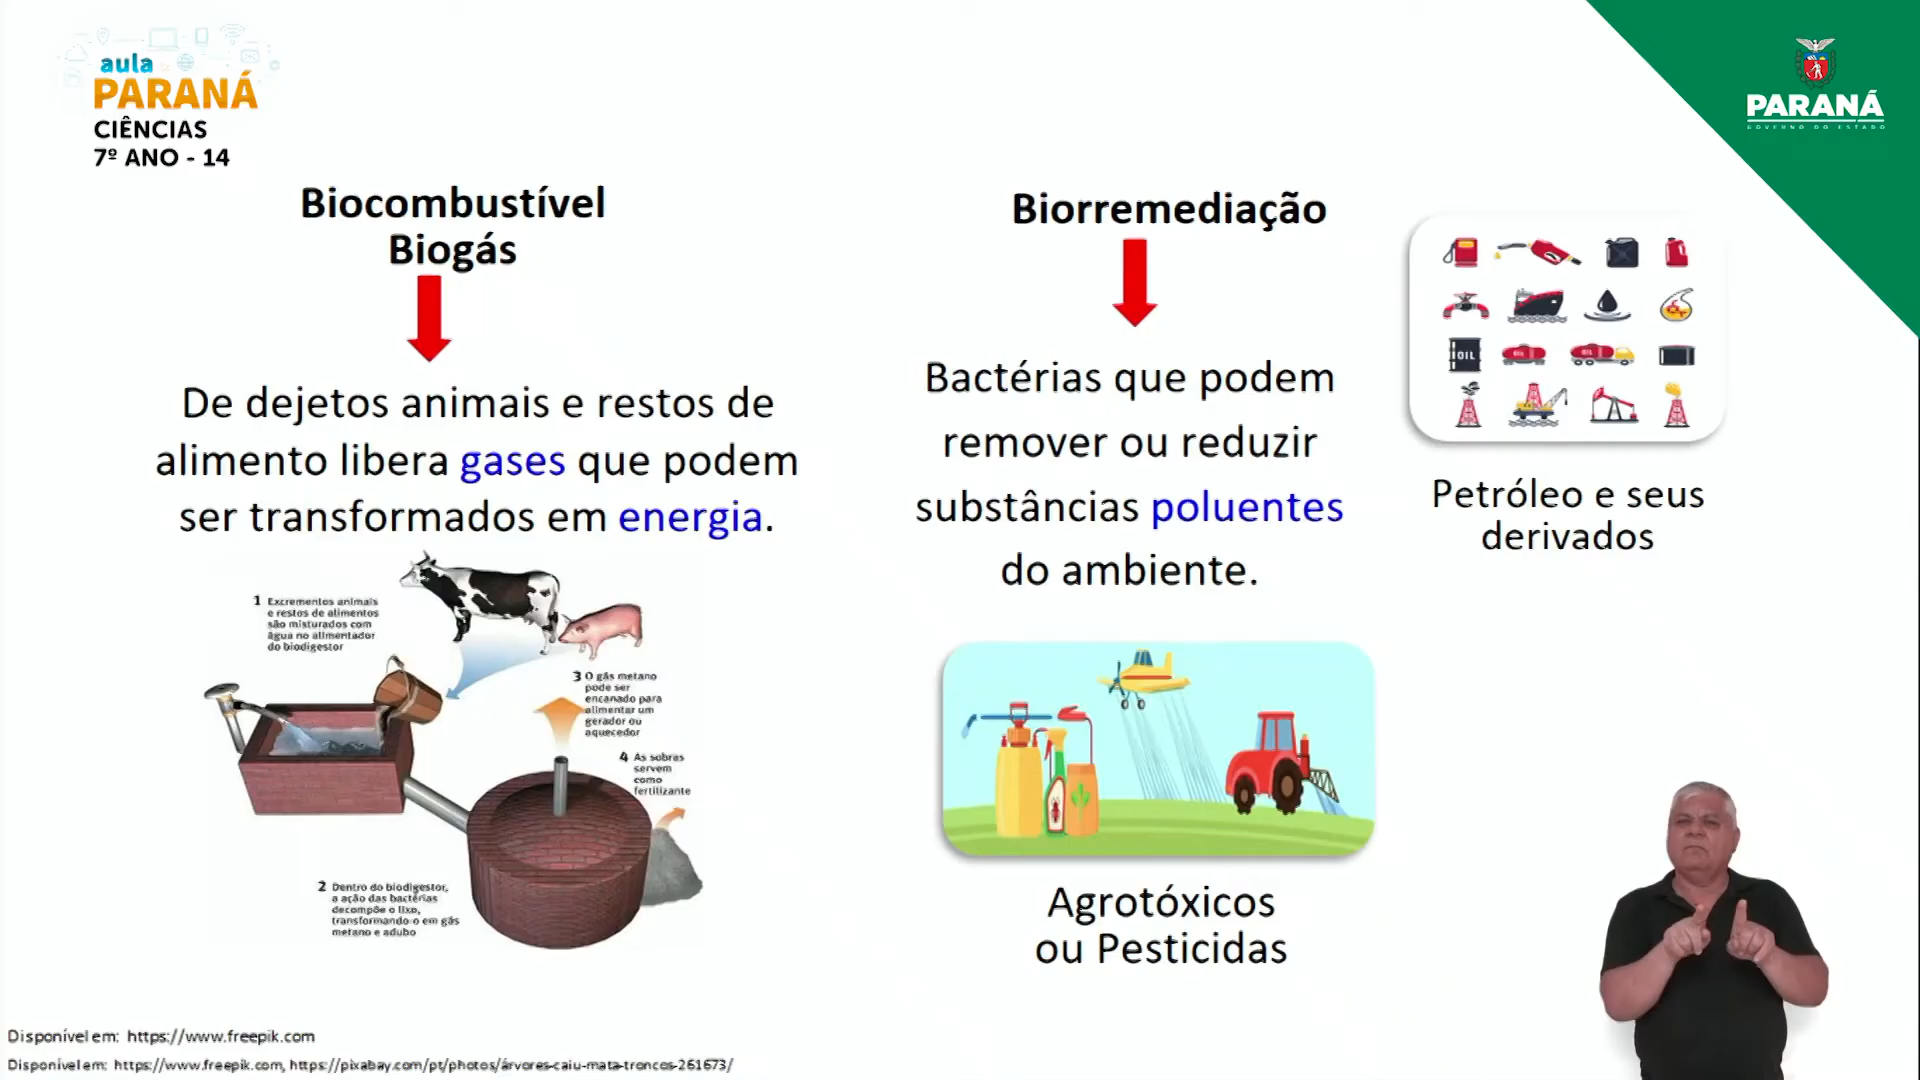 aula
PARANÁ
CIÊNCIAS
7º ANO - 14
PARANÁ
GOVERNO DO ESTADO
Biocombustível
Biogás
De dejetos animais e restos de
alimento libera gases que podem
ser transformados em energia.
1 Excrementos animais
e restos de alimentos
são misturados com
água no alimentador
do biodigestor
3 O gás metano
pode ser
encanado para
alimentar um
gerador ou
aquecedor
4 As sobras
servem
como
fertilizante
2 Dentro do biodigestor,
a ação das bactérias
decompõe o lixo,
transformando-o em gás
metano e adubo
Biorremediação
Bactérias que podem
remover ou reduzir
substâncias poluentes
do ambiente.
OIL
OIL
OIL
Petróleo e seus
derivados
Agrotóxicos
ou Pesticidas
Disponível em: https://www.freepik.com
Disponível em: https://www.freepik.com, https://pixabay.com/pt/photos/árvores-caiu-mata-troncos-261673/